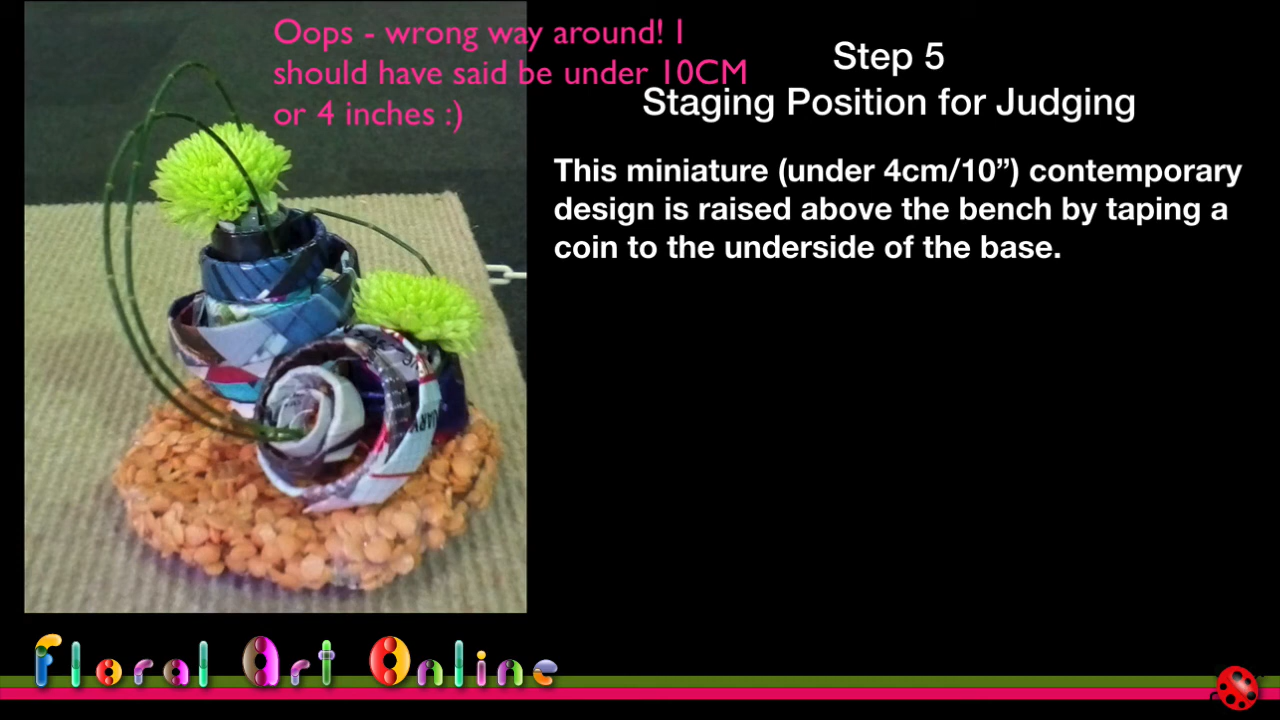 Oops - wrong way around! I
should have said be under 10CM
or 4 inches :)
Step 5
Staging Position for Judging
This miniature (under 4cm/10”) contemporary
design is raised above the bench by taping a
coin to the underside of the base.
Floral Art Online